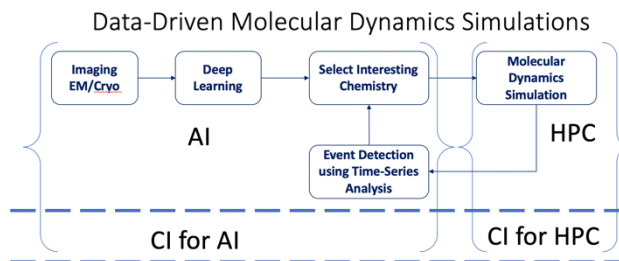 Data-Driven Molecular Dynamics Simulations
Imaging
EM/Cryo
Deep
Learning
Select Interesting
Chemistry
Molecular
Dynamics
Simulation
AI
HPC
Event Detection
using Time-Series
Analysis
CI for AI
CI for HPC